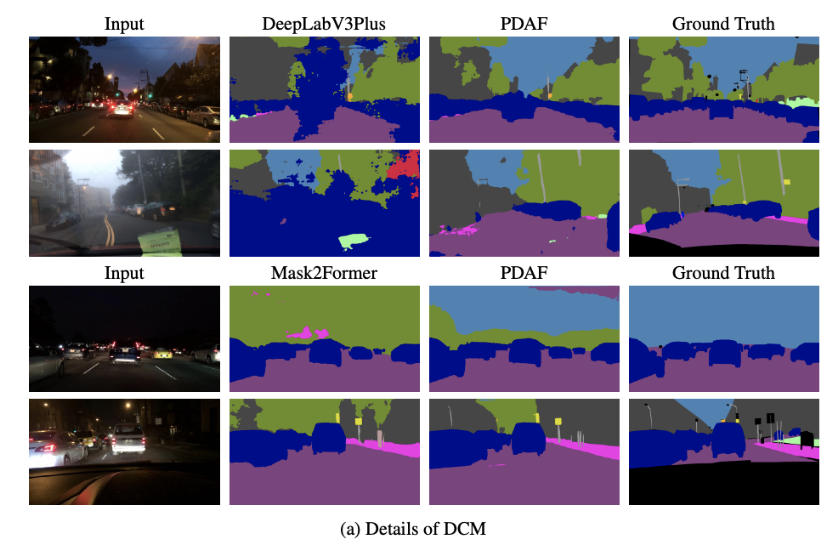 Input DeepLabV3Plus PDAF Ground Truth
Input Mask2Former PDAF Ground Truth
(a) Details of DCM